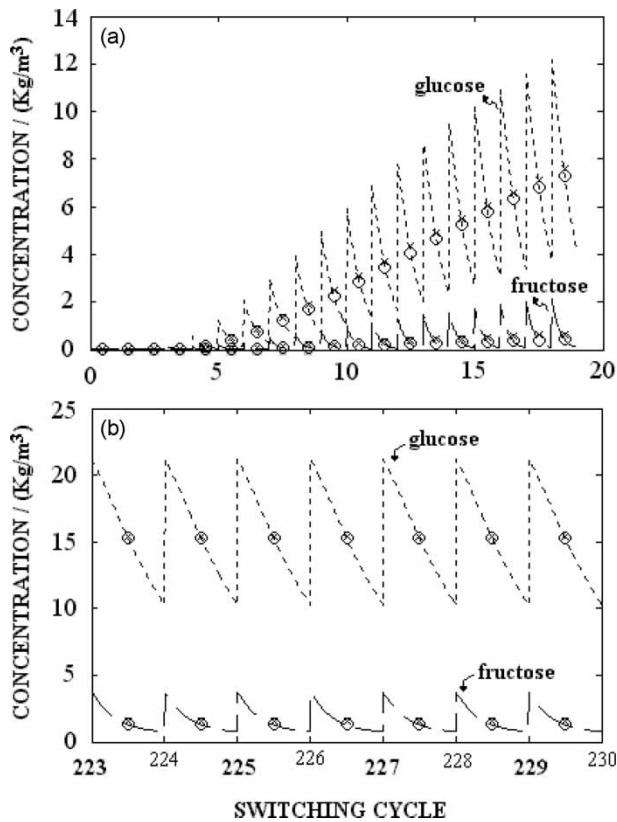 (a)
CONCENTRATION / (Kg/m³)
14
12
10
8
6
4
2
0
glucose
fructose
0 5 10 15 20
(b)
CONCENTRATION / (Kg/m³)
25
20
15
10
5
0
glucose
fructose
223 224 225 226 227 228 229 230
SWITCHING CYCLE